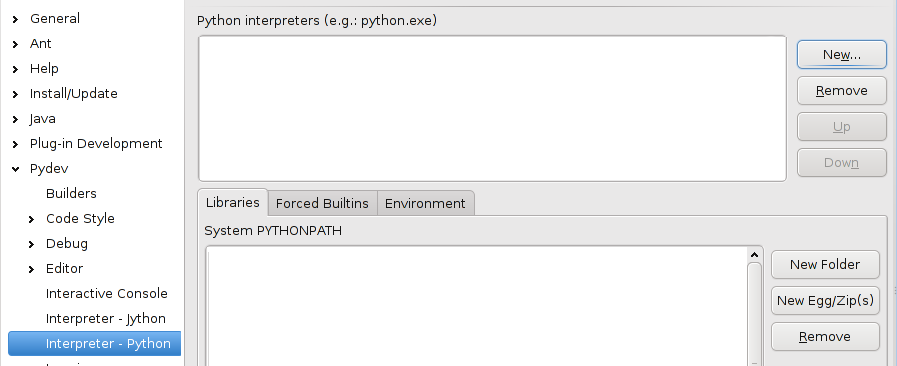 General
Ant
Help
Install/Update
Java
Plug-in Development
Pydev
Builders
Code Style
Debug
Editor
Interactive Console
Interpreter - Jython
Interpreter - Python
Python interpreters (e.g.: python.exe)
New...
Remove
Up
Down
Libraries
Forced Builtins
Environment
System PYTHONPATH
New Folder
New Egg/Zip(s)
Remove